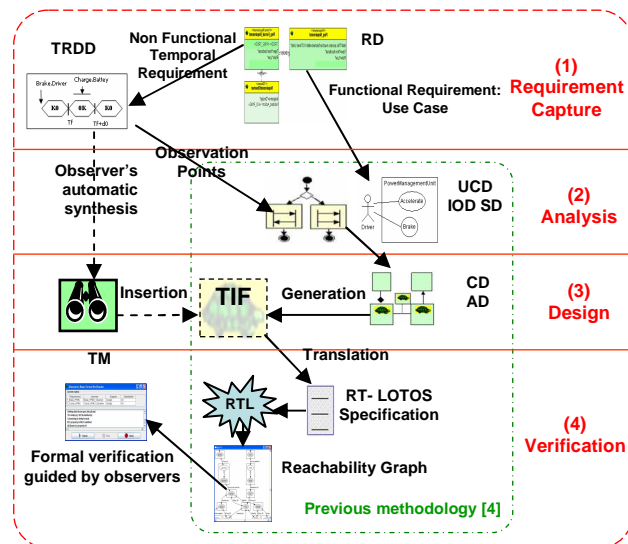 TRDD
Non Functional
Temporal
Requirement
RD
(1)
Requirement
Capture
Brake.Driver
Charge.Battey
K0
0K
K0
Tf
Tf+d0
Functional Requirement:
Use Case
Observer's
automatic
synthesis
Observation
Points
PowerManagementUnit
Accelerate
Brake
Driver
UCD
IOD SD
(2)
Analysis
Insertion
TIF
Generation
CD
AD
(3)
Design
TM
Translation
RTL
RT- LOTOS
Specification
(4)
Verification
Formal verification
guided by observers
Reachability Graph
Previous methodology [4]